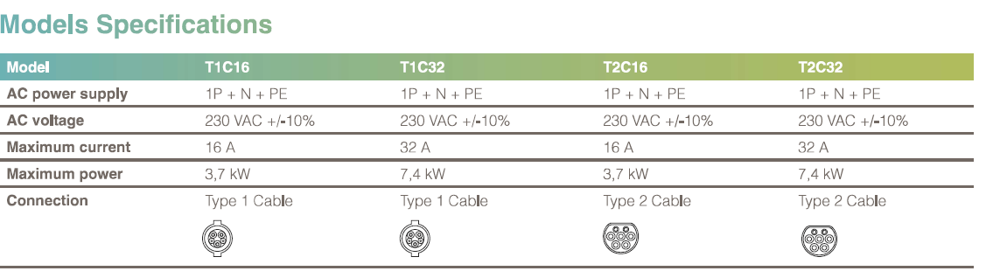 Models Specifications
Model T1C16 T1C32 T2C16 T2C32
AC power supply 1P + N + PE 1P + N + PE 1P + N + PE 1P + N + PE
AC voltage 230 VAC +/-10% 230 VAC +/-10% 230 VAC +/-10% 230 VAC +/-10%
Maximum current 16 A 32 A 16 A 32 A
Maximum power 3,7 kW 7,4 kW 3,7 kW 7,4 kW
Connection Type 1 Cable Type 1 Cable Type 2 Cable Type 2 Cable